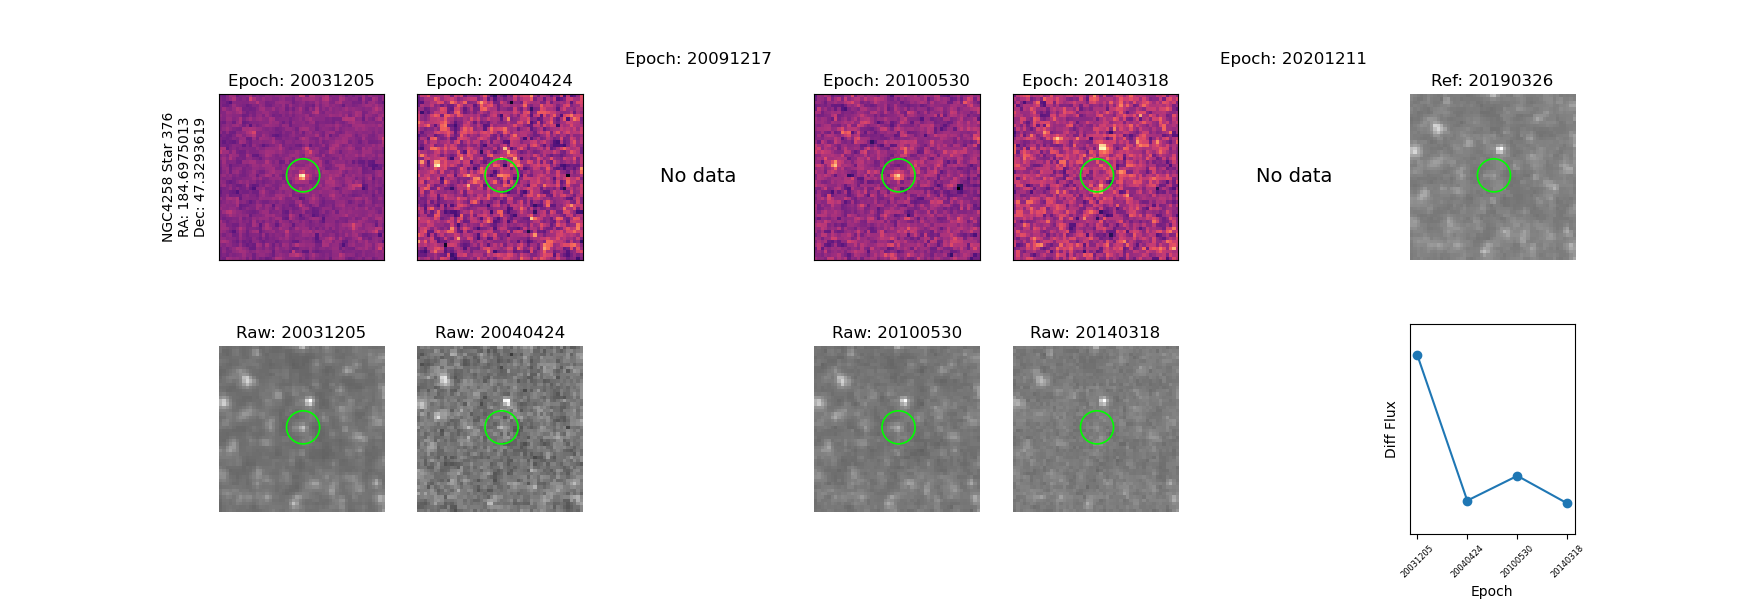 Epoch: 20091217
Epoch: 20201211
Epoch: 20031205
Epoch: 20040424
Epoch: 20100530
Epoch: 20140318
Ref: 20190326
NGC4258 Star 376
RA: 184.6975013
Dec: 47.3293619
No data
No data
Raw: 20031205
Raw: 20040424
Raw: 20100530
Raw: 20140318
Diff Flux
20031205
20040424
20100530
20140318
Epoch